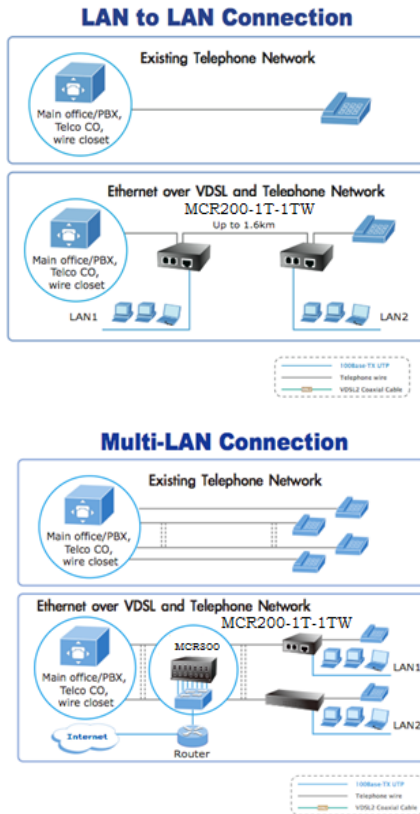 LAN to LAN Connection
Existing Telephone Network
Main office/PBX,
Telco CO,
wire closet
Ethernet over VDSL and Telephone Network
MCR200-1T-1TW
Up to 1.6km
Main office/PBX,
Telco CO,
wire closet
LAN1
LAN2
100Base-TX UTP
Telephone wire
VDSL2 Coaxial Cable
Multi-LAN Connection
Existing Telephone Network
Main office/PBX,
Telco CO,
wire closet
Ethernet over VDSL and Telephone Network
MCR200-1T-1TW
MCR800
Main office/PBX,
Telco CO,
wire closet
LAN1
LAN2
Internet
Router
100Base-TX UTP
Telephone wire
VDSL2 Coaxial Cable